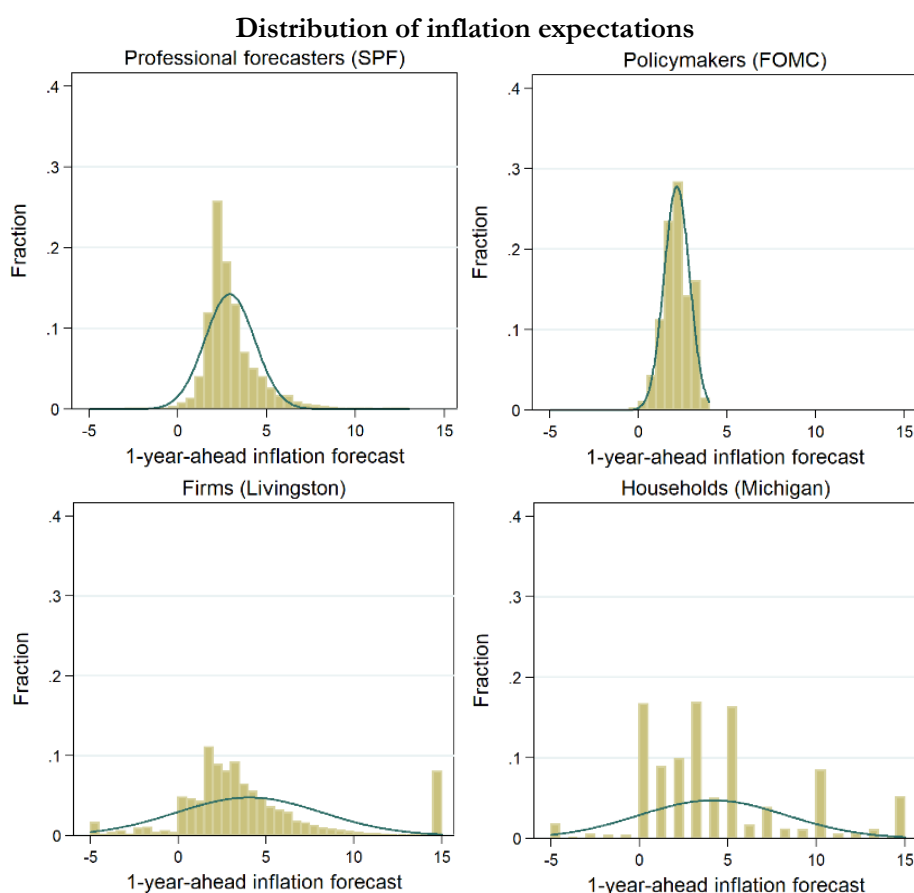 Distribution of inflation expectations
Professional forecasters (SPF)
.4
.3
.2
.1
0
Fraction
-5 0 5 10 15
1-year-ahead inflation forecast
Policymakers (FOMC)
.4
.3
.2
.1
0
Fraction
-5 0 5 10 15
1-year-ahead inflation forecast
Firms (Livingston)
.4
.3
.2
.1
0
Fraction
-5 0 5 10 15
1-year-ahead inflation forecast
Households (Michigan)
.4
.3
.2
.1
0
Fraction
-5 0 5 10 15
1-year-ahead inflation forecast